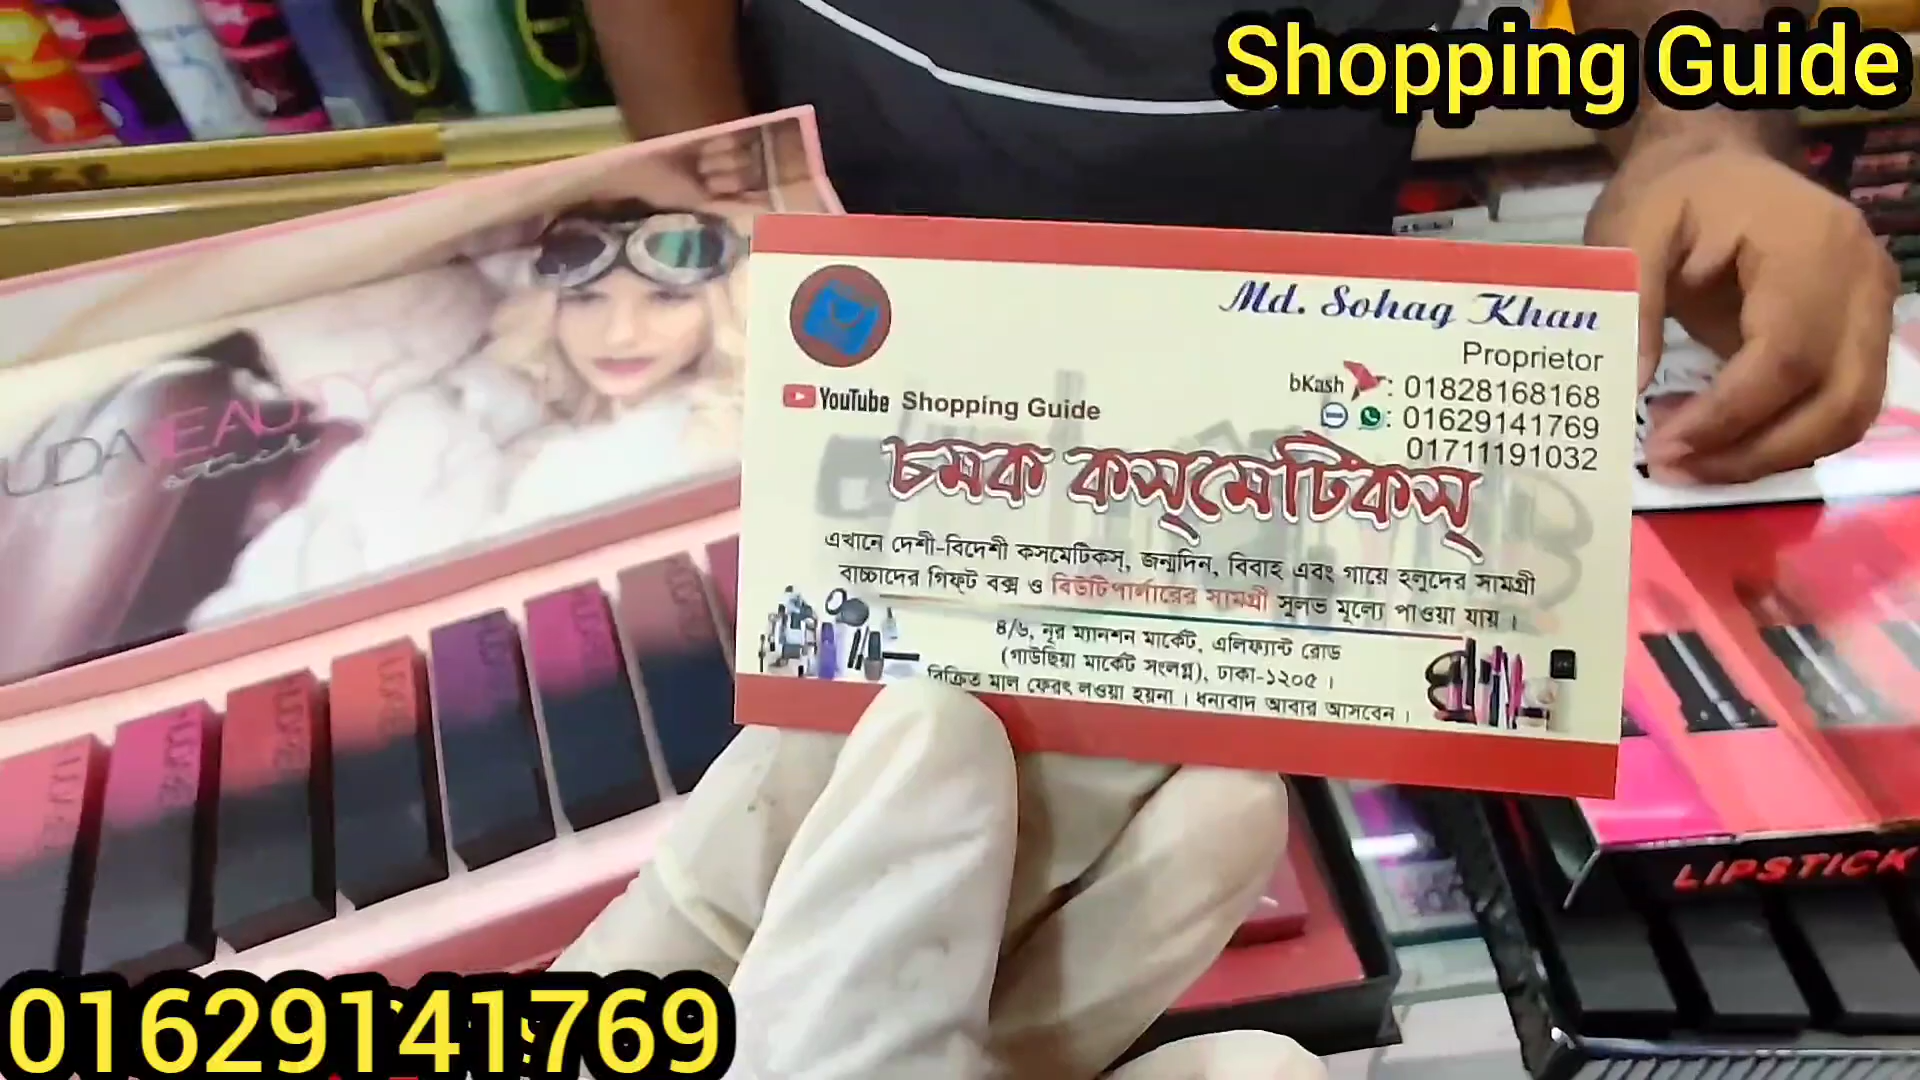 Shopping Guide
Md. Sohag Khan
Proprietor
bKash : 01828168168
: 01629141769
01711191032
YouTube Shopping Guide
চমক কস্মেটিকস্
এখানে দেশী-বিদেশী কসমেটিকস্, জন্মদিন, বিবাহ এবং গায়ে হলুদের সামগ্রী
বাচ্চাদের গিফ্ট বক্স ও বিউটিপার্লারের সামগ্রী সুলভ মূল্যে পাওয়া যায় ।
৪/৬, নূর ম্যানশন মার্কেট, এলিফ্যান্ট রোড
(গাউছিয়া মার্কেট সংলগ্ন), ঢাকা-১২০৫ ।
বিক্রিত মাল ফেরৎ লওয়া হয়না । ধন্যবাদ আবার আসবেন ।
UDA BEAUTY
LIPSTICK
01629141769